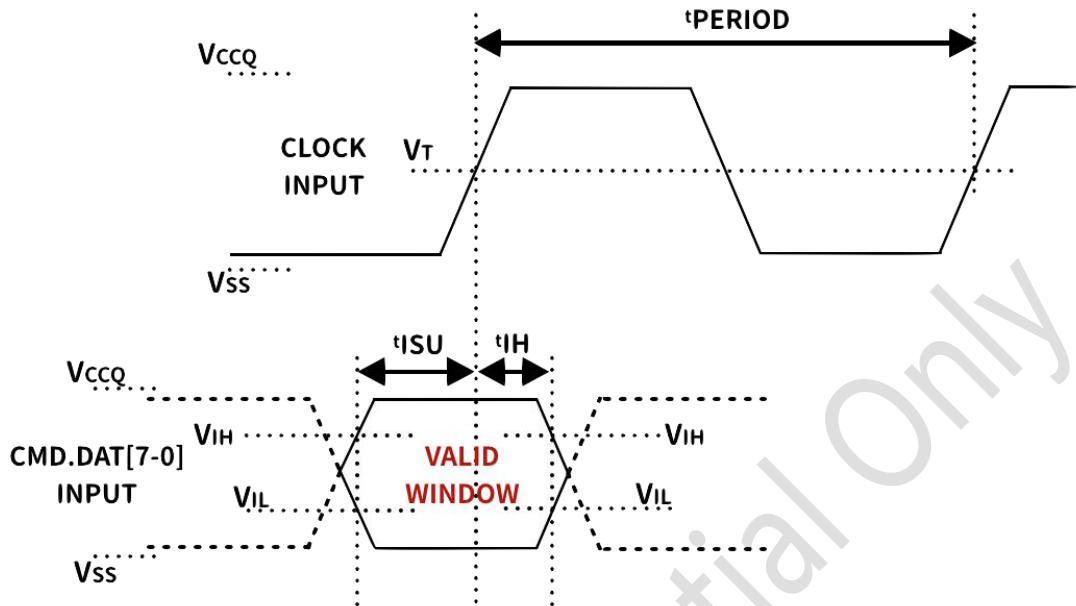 tPERIOD
VCCQ
CLOCK
INPUT
VT
VSS
tISU
tIH
VCCQ
VIH
VIH
CMD.DAT[7-0]
INPUT
VALID
WINDOW
VIL
VIL
VSS
tial Only